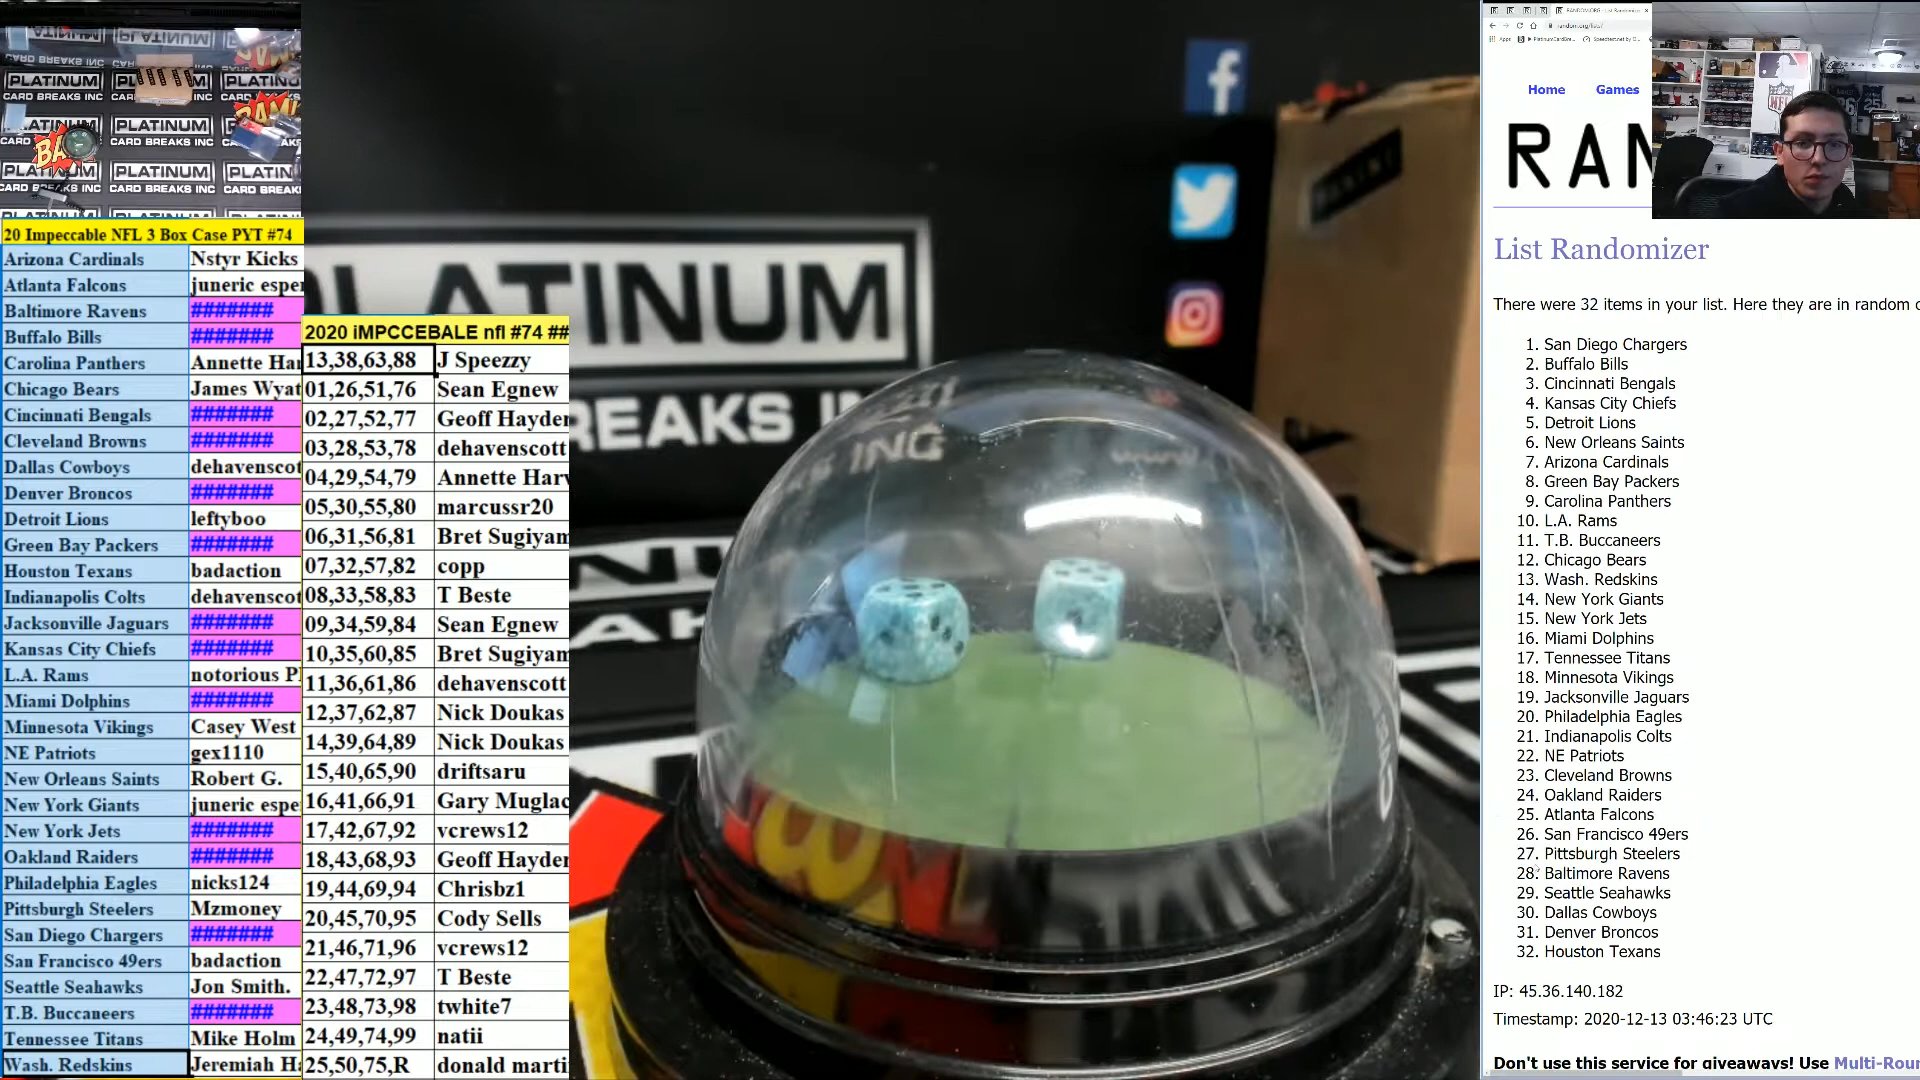 PLATINUM
CARD BREAKS INC
20 Impeccable NFL 3 Box Case PYT #74
Arizona Cardinals Nstyr Kicks
Atlanta Falcons juneric esper
Baltimore Ravens #######
Buffalo Bills #######
Carolina Panthers Annette Har
Chicago Bears James Wyat
Cincinnati Bengals #######
Cleveland Browns #######
Dallas Cowboys dehavenscot
Denver Broncos #######
Detroit Lions leftyboo
Green Bay Packers #######
Houston Texans badaction
Indianapolis Colts dehavenscot
Jacksonville Jaguars #######
Kansas City Chiefs #######
L.A. Rams notorious P
Miami Dolphins #######
Minnesota Vikings Casey West
NE Patriots gex1110
New Orleans Saints Robert G.
New York Giants juneric espe
New York Jets #######
Oakland Raiders #######
Philadelphia Eagles nicks124
Pittsburgh Steelers Mzmoney
San Diego Chargers #######
San Francisco 49ers badaction
Seattle Seahawks Jon Smith.
T.B. Buccaneers #######
Tennessee Titans Mike Holm
Wash. Redskins Jeremiah Ha
2020 iMPCCEBALE nfl #74 ##
13,38,63,88 J Speezzy
01,26,51,76 Sean Egnew
02,27,52,77 Geoff Hayden
03,28,53,78 dehavenscott
04,29,54,79 Annette Harv
05,30,55,80 marcussr20
06,31,56,81 Bret Sugiyam
07,32,57,82 copp
08,33,58,83 T Beste
09,34,59,84 Sean Egnew
10,35,60,85 Bret Sugiyam
11,36,61,86 dehavenscott
12,37,62,87 Nick Doukas
14,39,64,89 Nick Doukas
15,40,65,90 driftsaru
16,41,66,91 Gary Muglac
17,42,67,92 vcrews12
18,43,68,93 Geoff Hayden
19,44,69,94 Chrisbz1
20,45,70,95 Cody Sells
21,46,71,96 vcrews12
22,47,72,97 T Beste
23,48,73,98 twhite7
24,49,74,99 natii
25,50,75,R donald marti
PLATINUM
BREAKS IN
Home Games
RAN
List Randomizer
There were 32 items in your list. Here they are in random o
1. San Diego Chargers
2. Buffalo Bills
3. Cincinnati Bengals
4. Kansas City Chiefs
5. Detroit Lions
6. New Orleans Saints
7. Arizona Cardinals
8. Green Bay Packers
9. Carolina Panthers
10. L.A. Rams
11. T.B. Buccaneers
12. Chicago Bears
13. Wash. Redskins
14. New York Giants
15. New York Jets
16. Miami Dolphins
17. Tennessee Titans
18. Minnesota Vikings
19. Jacksonville Jaguars
20. Philadelphia Eagles
21. Indianapolis Colts
22. NE Patriots
23. Cleveland Browns
24. Oakland Raiders
25. Atlanta Falcons
26. San Francisco 49ers
27. Pittsburgh Steelers
28. Baltimore Ravens
29. Seattle Seahawks
30. Dallas Cowboys
31. Denver Broncos
32. Houston Texans
IP: 45.36.140.182
Timestamp: 2020-12-13 03:46:23 UTC
Don't use this service for giveaways! Use Multi-Roun